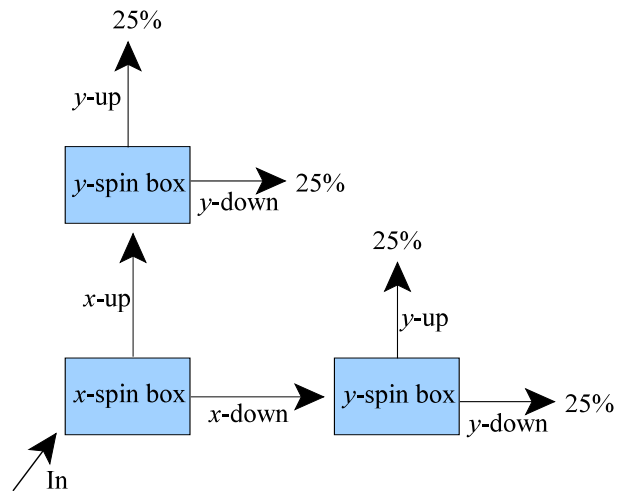 25%
y-up
y-spin box
25%
y-down
25%
x-up
y-up
x-spin box
x-down
y-spin box
25%
y-down
In